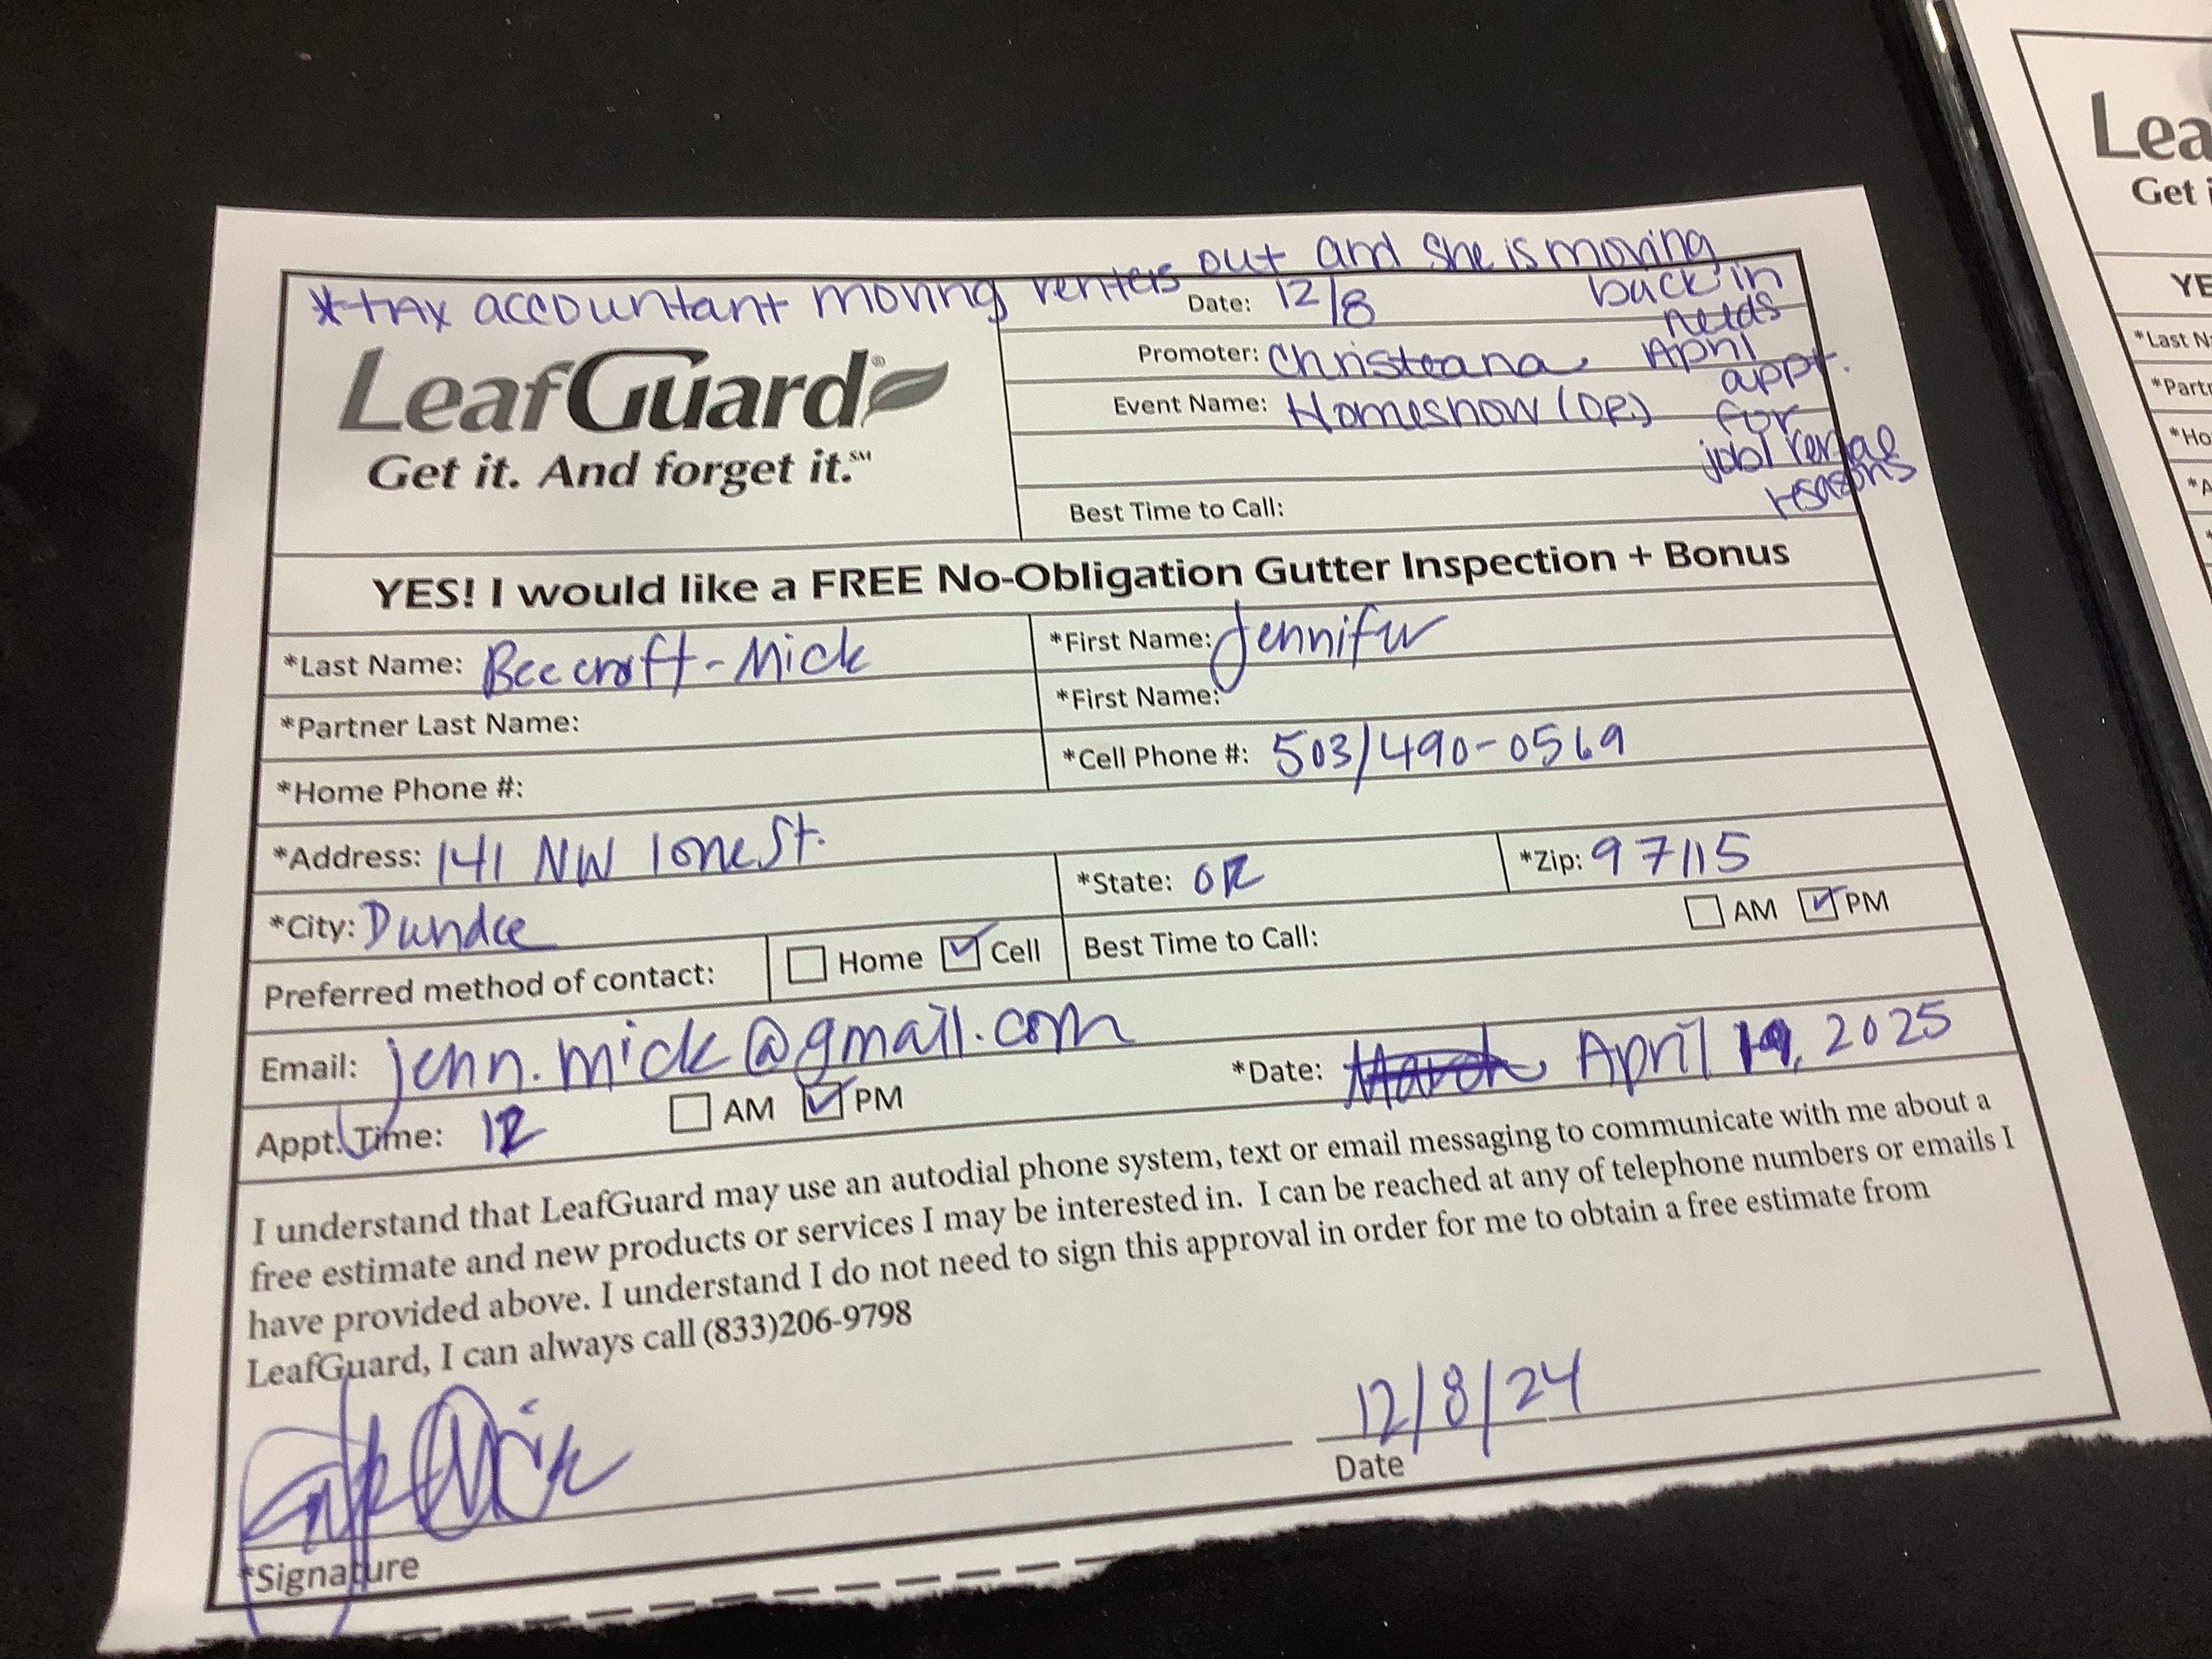 *tax accountant moving renters out and she is moving
back in
needs
April
appt.
for
job/rental
reasons
Date: 12/8
LeafGuard®
Get it. And forget it.℠
Promoter: Christeana
Event Name: Homeshow (OR)
Best Time to Call:
YES! I would like a FREE No-Obligation Gutter Inspection + Bonus
*Last Name: Beecroft-Mick *First Name: Jennifer
*Partner Last Name: *First Name:
*Home Phone #: *Cell Phone #: 503/490-0569
*Address: 141 NW Ione St.
*City: Dundee *State: OR *Zip: 97115
Preferred method of contact: Home Cell Best Time to Call: AM PM
Email: jenn.mick@gmail.com
Appt. Time: 12 AM PM *Date: March April 19, 2025
I understand that LeafGuard may use an autodial phone system, text or email messaging to communicate with me about a
free estimate and new products or services I may be interested in. I can be reached at any of telephone numbers or emails I
have provided above. I understand I do not need to sign this approval in order for me to obtain a free estimate from
LeafGuard, I can always call (833)206-9798
12/8/24
*Signature Date
Lea
Get i
YE
*Last N
*Partn
*Ho
*A